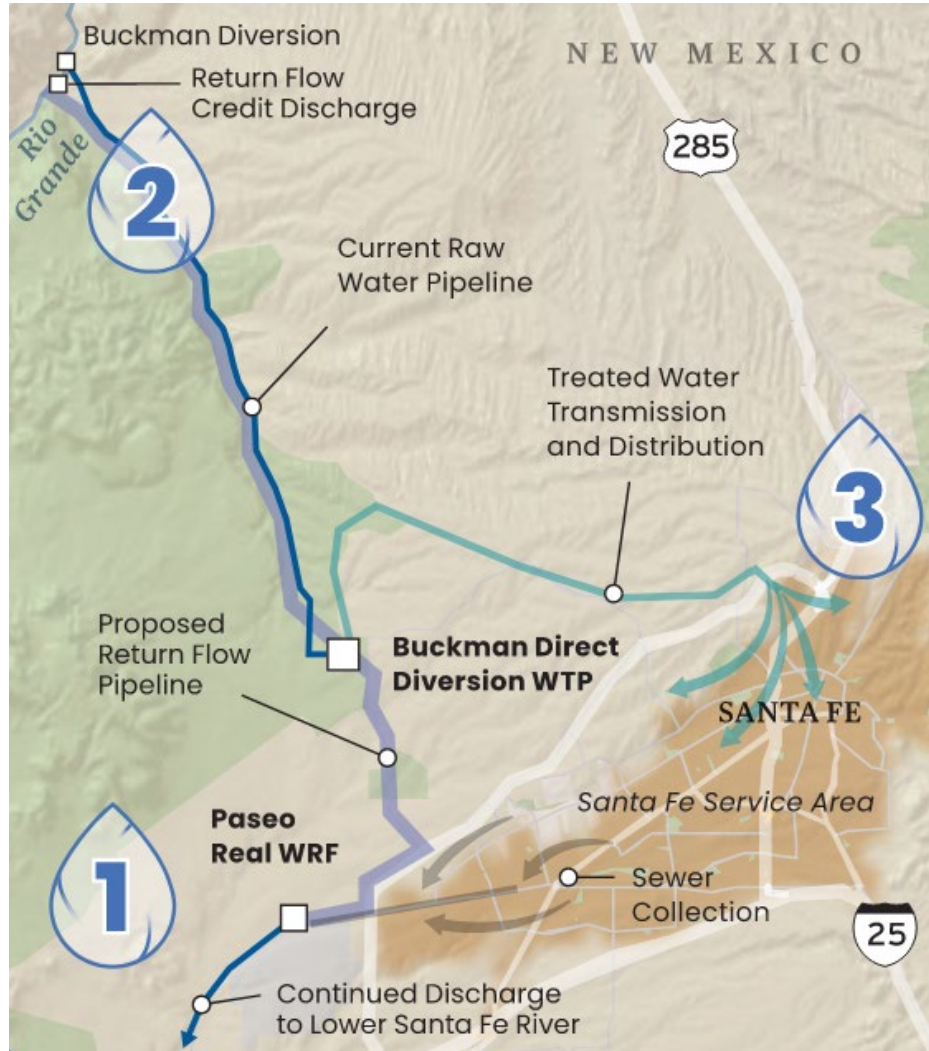 Buckman Diversion
NEW MEXICO
Return Flow
Credit Discharge
285
Rio
Grande
2
Current Raw
Water Pipeline
Treated Water
Transmission
and Distribution
3
Proposed
Return Flow
Pipeline
Buckman Direct
Diversion WTP
SANTA FE
Santa Fe Service Area
Paseo
Real WRF
1
Sewer
Collection
25
Continued Discharge
to Lower Santa Fe River